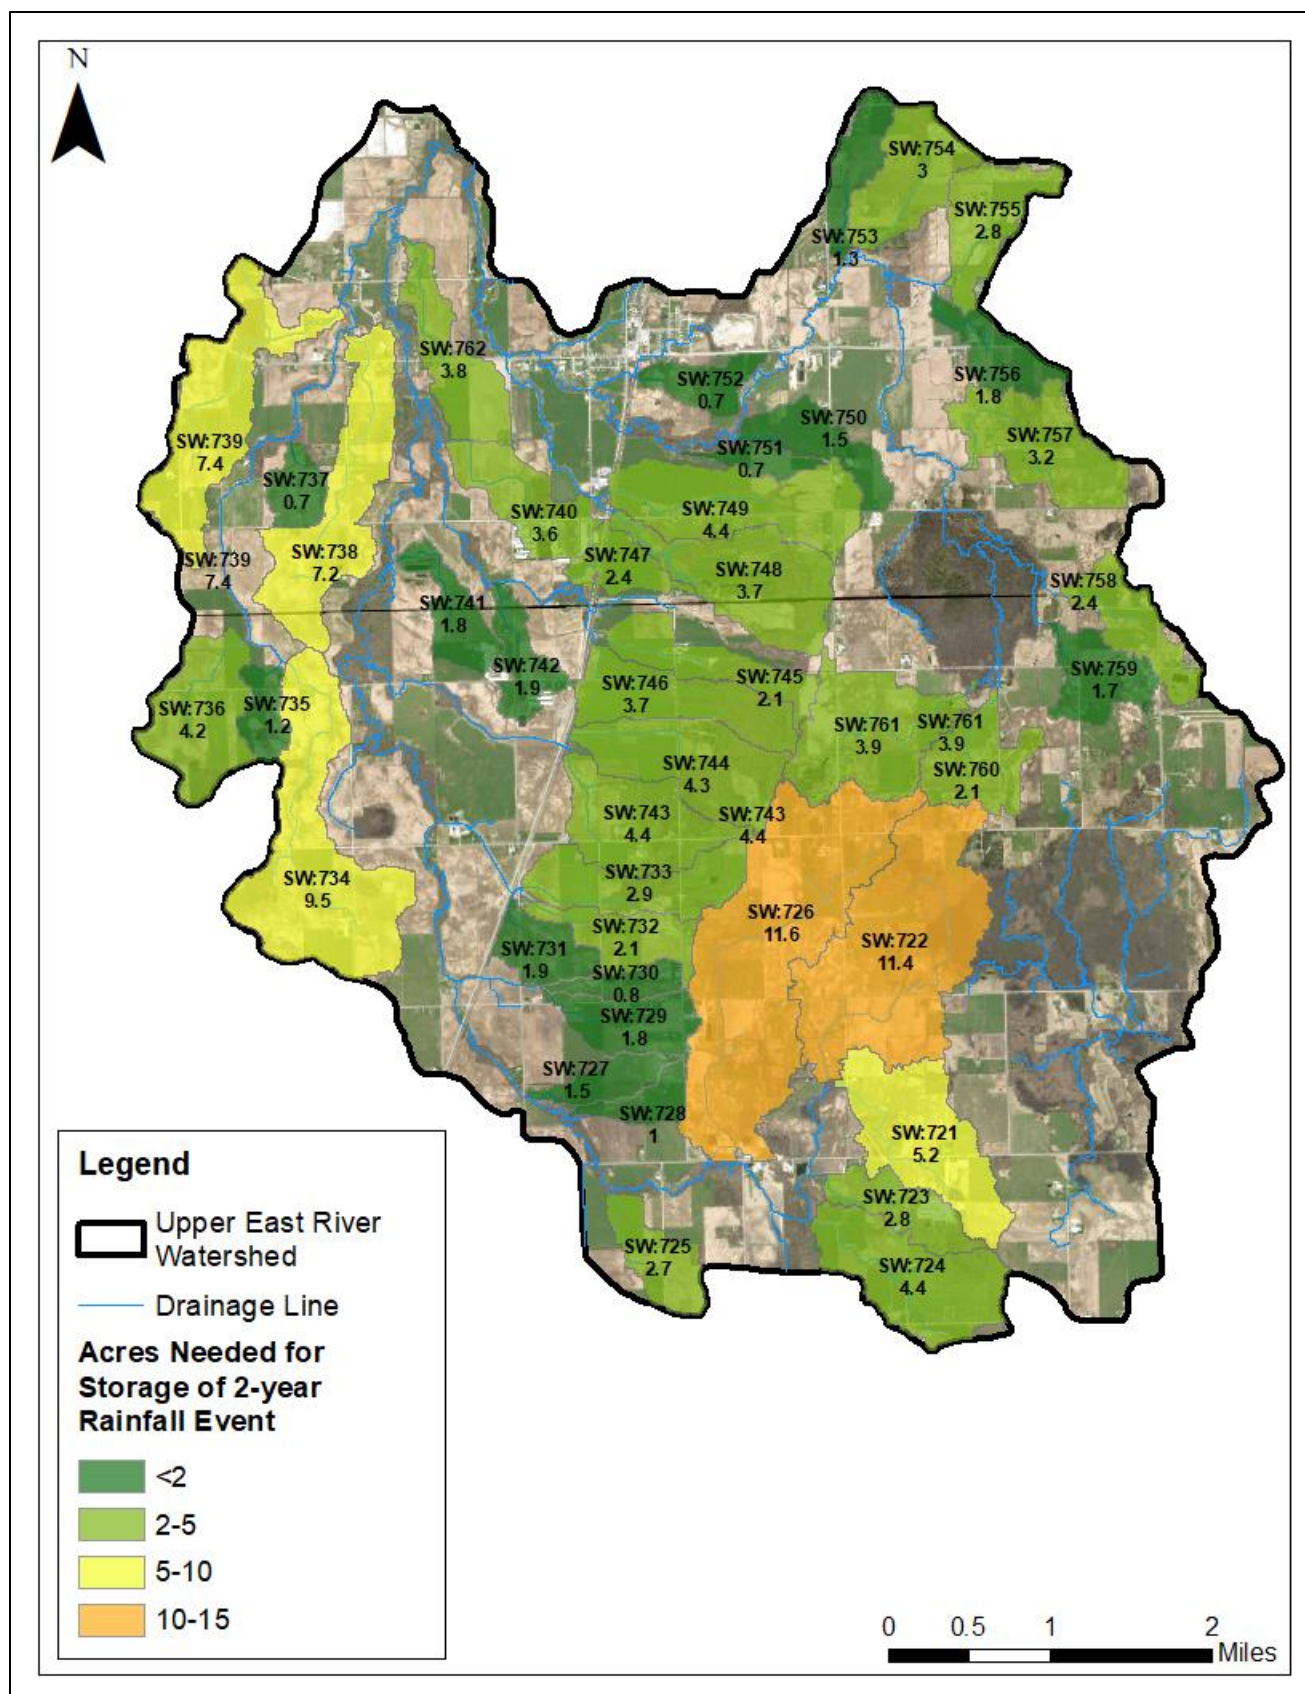 N
SW:754
3
SW:755
2.8
SW:753
1.3
SW:762
3.8
SW:752
0.7
SW:756
1.8
SW:750
1.5
SW:757
3.2
SW:739
7.4
SW:751
0.7
SW:737
0.7
SW:749
4.4
SW:740
3.6
SW:738
7.2
SW:739
7.4
SW:747
2.4
SW:748
3.7
SW:758
2.4
SW:741
1.8
SW:742
1.9
SW:759
1.7
SW:746
3.7
SW:745
2.1
SW:736
4.2
SW:735
1.2
SW:761
3.9
SW:761
3.9
SW:744
4.3
SW:760
2.1
SW:743
4.4
SW:743
4.4
SW:733
2.9
SW:734
9.5
SW:726
11.6
SW:732
2.1
SW:722
11.4
SW:731
1.9
SW:730
0.8
SW:729
1.8
SW:727
1.5
SW:728
1
SW:721
5.2
SW:723
2.8
SW:725
2.7
SW:724
4.4
Legend
Upper East River
Watershed
Drainage Line
Acres Needed for
Storage of 2-year
Rainfall Event
<2
2-5
5-10
10-15
0 0.5 1 2
Miles